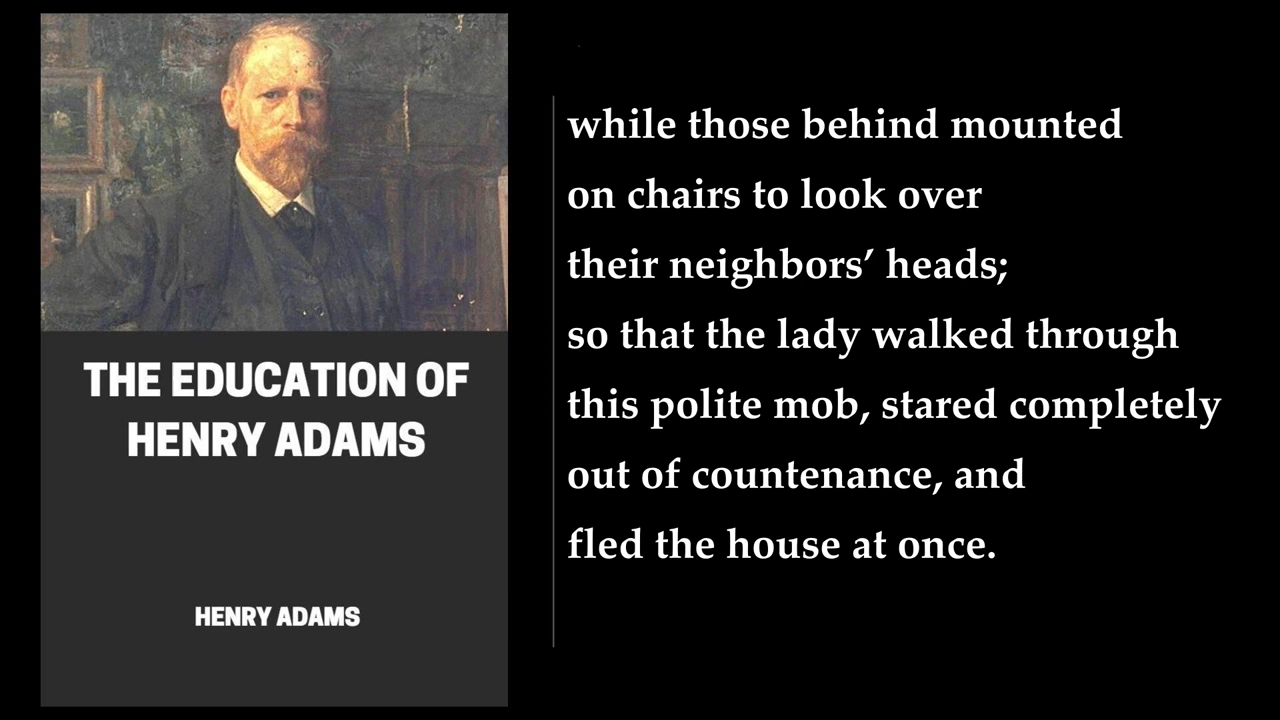 THE EDUCATION OF
HENRY ADAMS
HENRY ADAMS
while those behind mounted
on chairs to look over
their neighbors’ heads;
so that the lady walked through
this polite mob, stared completely
out of countenance, and
fled the house at once.